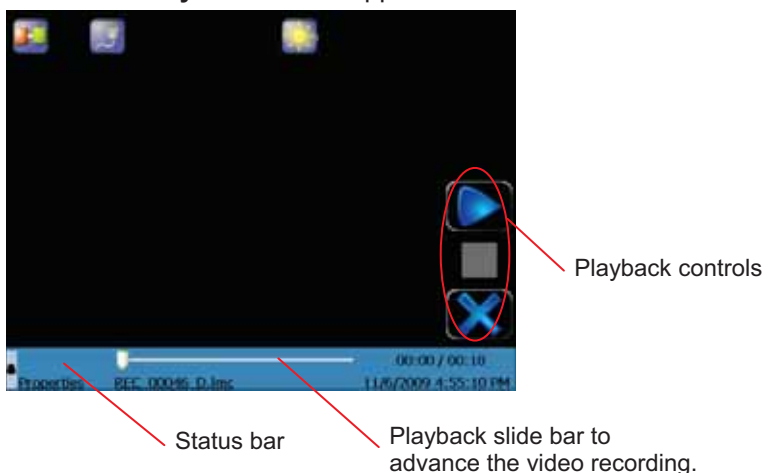 Playback controls
00:00 / 00:10
Properties REC_00046_D.lmc 11/6/2009 4:55:10 PM
Status bar
Playback slide bar to
advance the video recording.